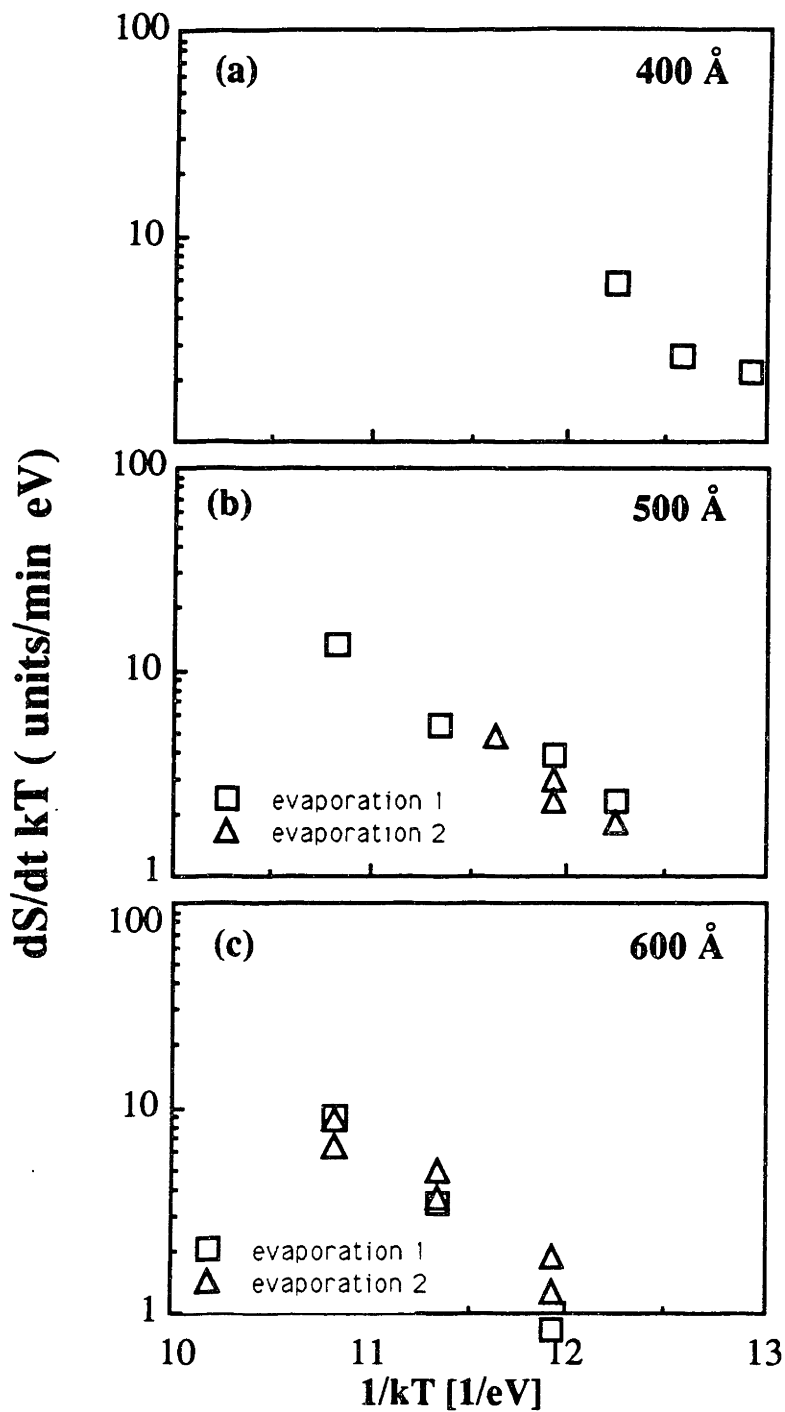 100
(a)
400 Å
10
dS/dt kT ( units/min eV)
100
(b)
500 Å
10
evaporation 1
evaporation 2
1
100
(c)
600 Å
10
evaporation 1
evaporation 2
1
10 11 12 13
1/kT [1/eV]